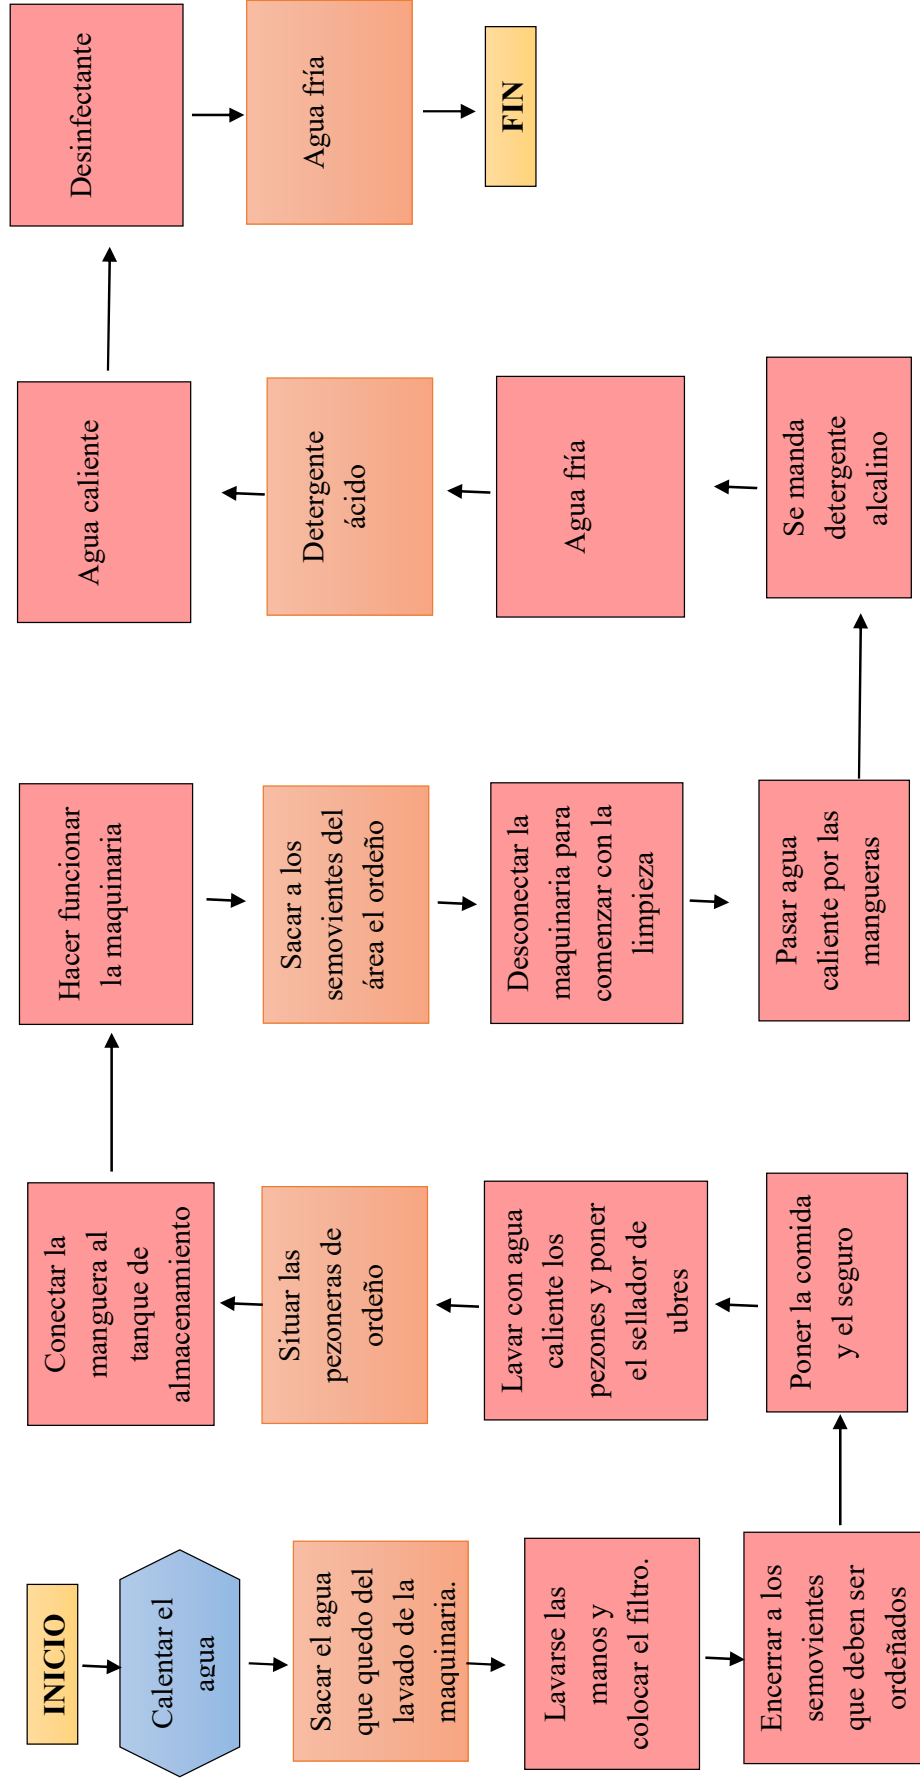 INICIO
Calentar el
agua
Sacar el agua
que quedo del
lavado de la
maquinaria.
Lavarse las
manos y
colocar el filtro.
Encerrar a los
semovientes
que deben ser
ordeñados
Poner la comida
y el seguro
Lavar con agua
caliente los
pezones y poner
el sellador de
ubres
Situar las
pezoneras de
ordeño
Conectar la
manguera al
tanque de
almacenamiento
Hacer funcionar
la maquinaria
Sacar a los
semovientes del
área el ordeño
Desconectar la
maquinaria para
comenzar con la
limpieza
Pasar agua
caliente por las
mangueras
Se manda
detergente
alcalino
Agua fría
Detergente
ácido
Agua caliente
Desinfectante
Agua fría
FIN